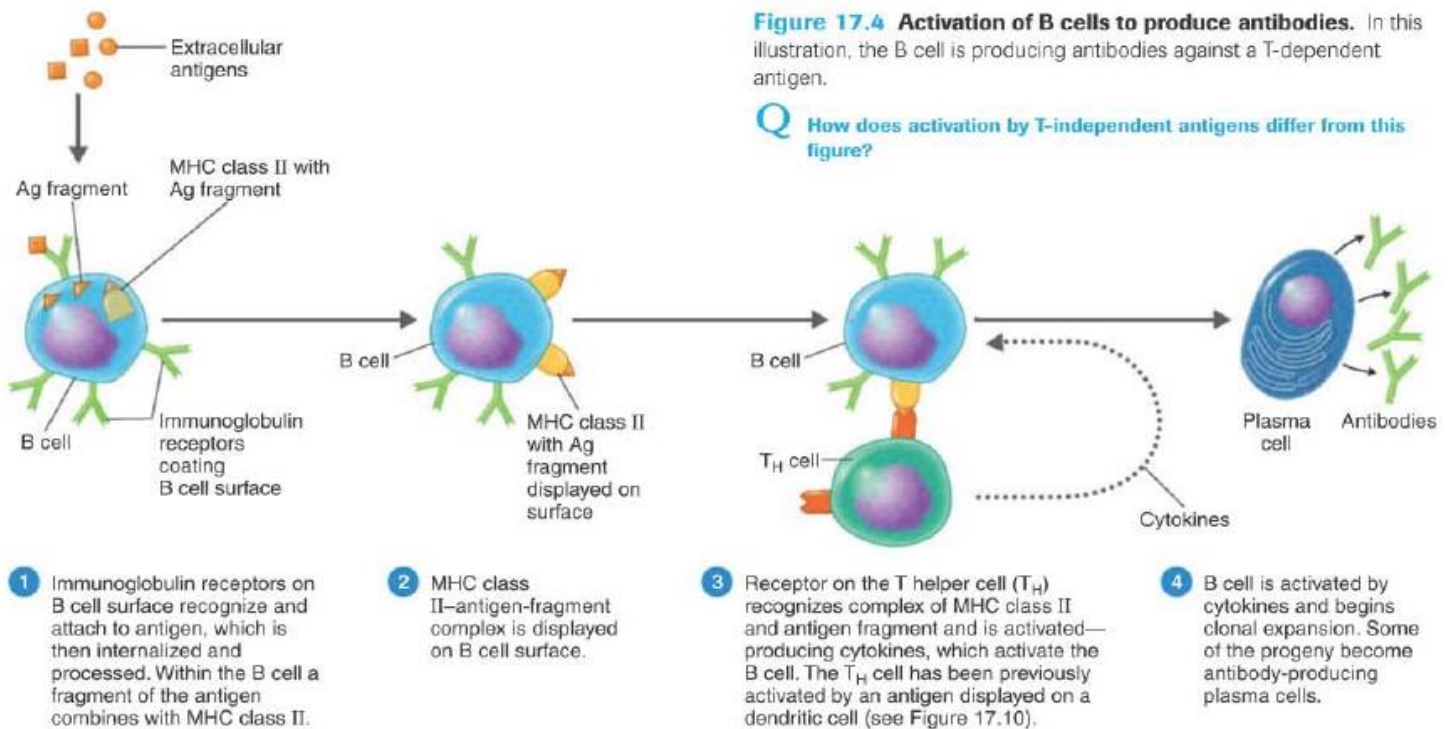 Figure 17.4 Activation of B cells to produce antibodies. In this
illustration, the B cell is producing antibodies against a T-dependent
antigen.
Q How does activation by T-independent antigens differ from this
figure?
Extracellular
antigens
Ag fragment
MHC class II with
Ag fragment
B cell
Immunoglobulin
receptors
coating
B cell surface
B cell
MHC class II
with Ag
fragment
displayed on
surface
B cell
TH cell
Cytokines
Plasma
cell
Antibodies
1 Immunoglobulin receptors on
B cell surface recognize and
attach to antigen, which is
then internalized and
processed. Within the B cell a
fragment of the antigen
combines with MHC class II.
2 MHC class
II–antigen-fragment
complex is displayed
on B cell surface.
3 Receptor on the T helper cell (TH)
recognizes complex of MHC class II
and antigen fragment and is activated—
producing cytokines, which activate the
B cell. The TH cell has been previously
activated by an antigen displayed on a
dendritic cell (see Figure 17.10).
4 B cell is activated by
cytokines and begins
clonal expansion. Some
of the progeny become
antibody-producing
plasma cells.